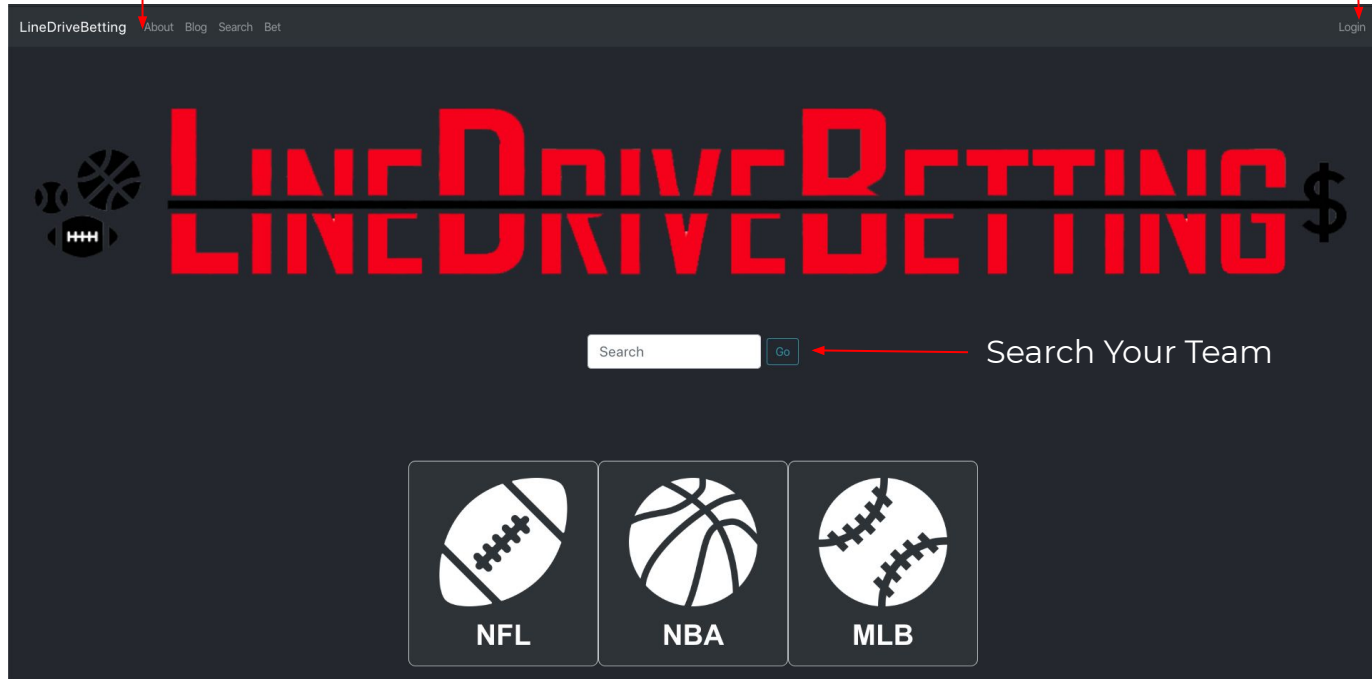 LineDriveBetting About Blog Search Bet Login
LINEDRIVEBETTING $
Search Go Search Your Team
NFL NBA MLB